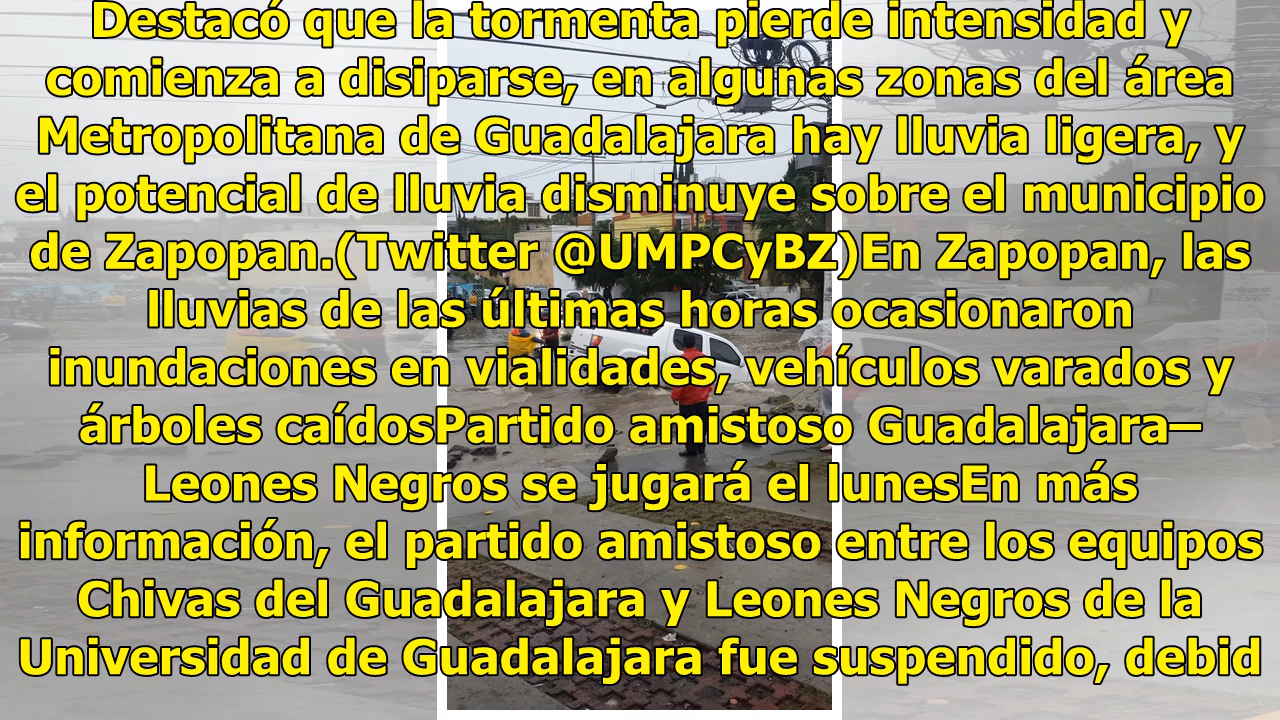 Destacó que la tormenta pierde intensidad y
comienza a disiparse, en algunas zonas del área
Metropolitana de Guadalajara hay lluvia ligera, y
el potencial de lluvia disminuye sobre el municipio
de Zapopan.(Twitter @UMPCyBZ)En Zapopan, las
lluvias de las últimas horas ocasionaron
inundaciones en vialidades, vehículos varados y
árboles caídosPartido amistoso Guadalajara–
Leones Negros se jugará el lunesEn más
información, el partido amistoso entre los equipos
Chivas del Guadalajara y Leones Negros de la
Universidad de Guadalajara fue suspendido, debid